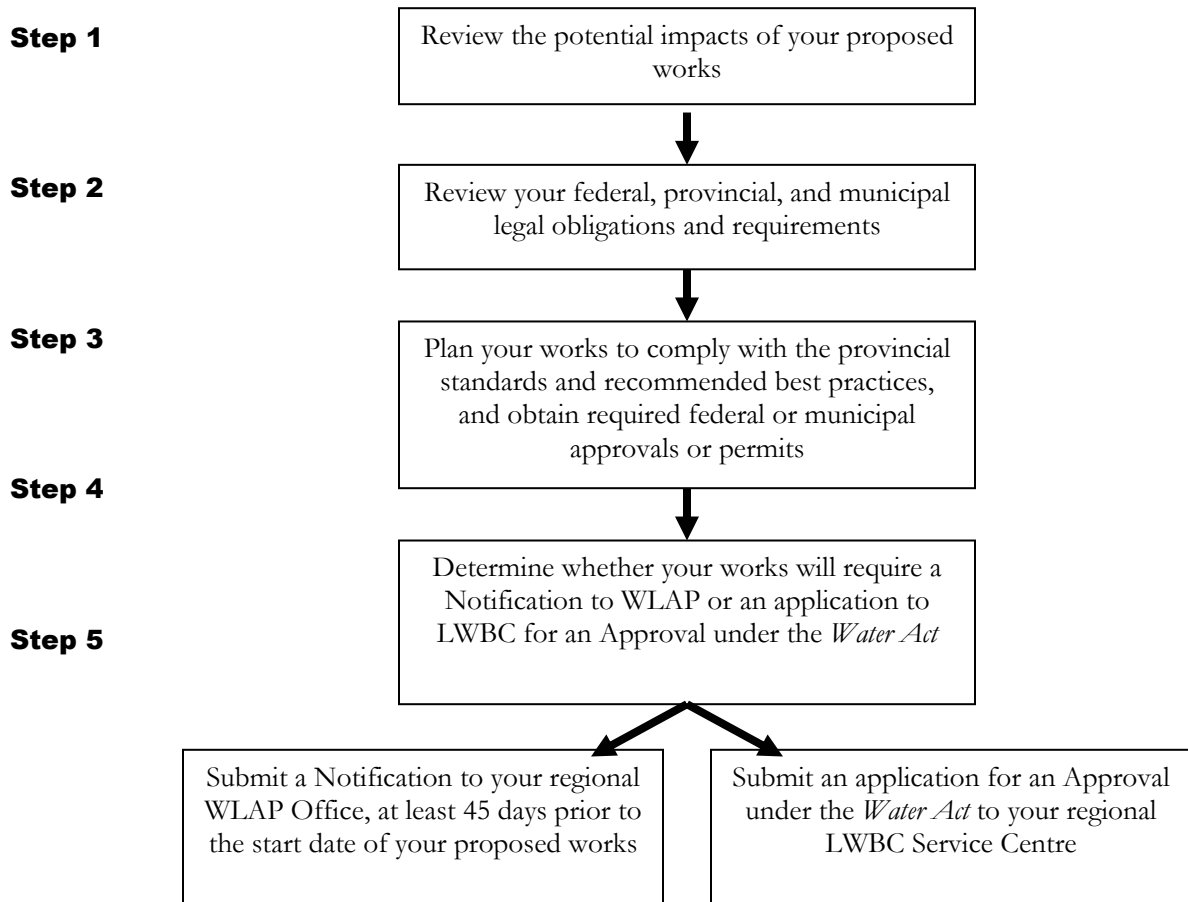 Step 1
Review the potential impacts of your proposed
works
Step 2
Review your federal, provincial, and municipal
legal obligations and requirements
Step 3
Plan your works to comply with the provincial
standards and recommended best practices,
and obtain required federal or municipal
approvals or permits
Step 4
Determine whether your works will require a
Notification to WLAP or an application to
LWBC for an Approval under the Water Act
Step 5
Submit a Notification to your regional
WLAP Office, at least 45 days prior to
the start date of your proposed works
Submit an application for an Approval
under the Water Act to your regional
LWBC Service Centre